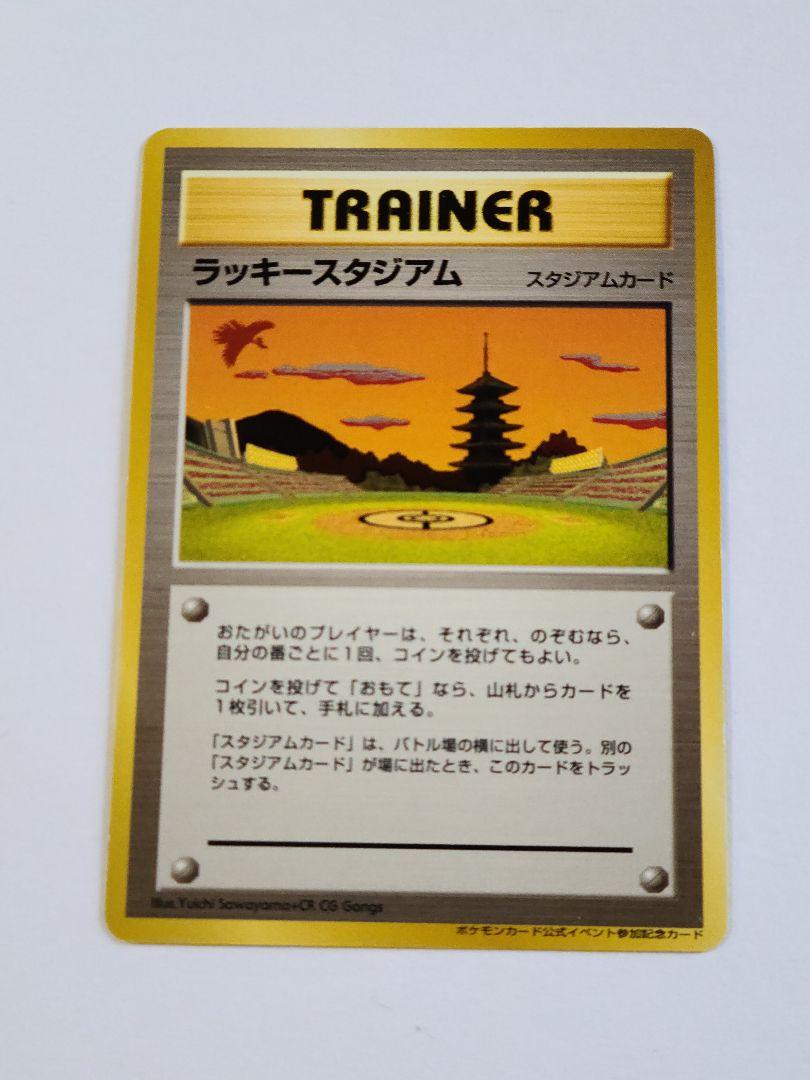 TRAINER
ラッキースタジアム
スタジアムカード
おたがいのプレイヤーは、それぞれ、のぞむなら、
自分の番ごとに1回、コインを投げてもよい。
コインを投げて「おもて」なら、山札からカードを
1枚引いて、手札に加える。
「スタジアムカード」は、バトル場の横に出して使う。別の
「スタジアムカード」が場に出たとき、このカードをトラッ
シュする。
Illus.Yuichi Sawayama+CR CG Gangs
ポケモンカード公式イベント参加記念カード